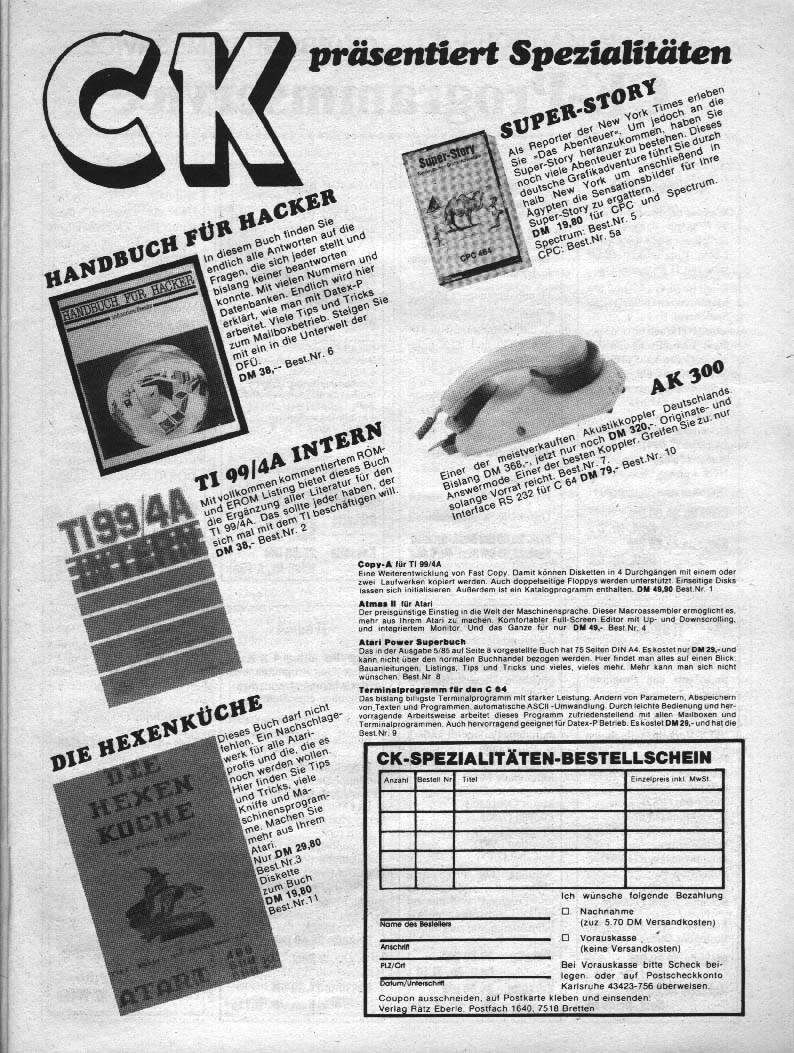 CK
präsentiert Spezialitäten
SUPER-STORY
Als Reporter der New York Times erleben
Sie „Das Abenteuer“. Um jedoch an die
Super-Story heranzukommen, haben Sie
noch viele Abenteuer zu bestehen. Dieses
deutsche Grafikadventure führt Sie durch
halb New York um anschließend in
Ägypten die Sensationsbilder für Ihre
Super-Story zu ergattern.
DM 19,80 für CPC und Spectrum.
Spectrum: Best.Nr. 5
CPC: Best.Nr. 5a
Super-Story
CPC 464
HANDBUCH FÜR HACKER
In diesem Buch finden Sie
endlich alle Antworten auf die
Fragen, die sich jeder stellt und
bislang keiner beantworten
konnte. Mit vielen Nummern und
Datenbanken. Endlich wird hier
erklärt, wie man mit Datex-P
arbeitet. Viele Tips und Tricks
zum Mailboxbetrieb. Steigen Sie
mit ein in die Unterwelt der
DFÜ.
DM 38,-- Best.Nr. 6
HANDBUCH FÜR HACKER
AK 300
Einer der meistverkauften Akustikkoppler Deutschlands.
Bislang DM 368,-, jetzt nur noch DM 320,-. Originate- und
Answermode. Einer der besten Koppler. Greifen Sie zu: nur
solange Vorrat reicht. Best.Nr. 7.
Interface RS 232 für C 64 DM 79,- Best.Nr. 10
TI 99/4A INTERN
Mit vollkommen kommentiertem ROM-
und EROM Listing bietet dieses Buch
die Ergänzung aller Literatur für den
TI 99/4A. Das sollte jeder haben, der
sich mal mit dem TI beschäftigen will.
DM 38,- Best.Nr. 2
TI 99/4A
INTERN
Copy-A für TI 99/4A
Eine Weiterentwicklung von Fast Copy. Damit können Disketten in 4 Durchgängen mit einem oder
zwei Laufwerken kopiert werden. Auch doppelseitige Floppys werden unterstützt. Einseitige Disks
lassen sich initialisieren. Außerdem ist ein Katalogprogramm enthalten. DM 49,90 Best.Nr. 1
Atmas II für Atari
Der preisgünstige Einstieg in die Welt der Maschinensprache. Dieser Macroassembler ermöglicht es,
mehr aus Ihrem Atari zu machen. Komfortabler Full-Screen Editor mit Up- und Downscrolling,
und integriertem Monitor. Und das Ganze für nur DM 49,- Best.Nr. 4
Atari Power Superbuch
Das in der Ausgabe 5/85 auf Seite 8 vorgestellte Buch hat 75 Seiten DIN A4. Es kostet nur DM 29,- und
kann nicht über den normalen Buchhandel bezogen werden. Hier findet man alles auf einen Blick:
Bauanleitungen, Listings, Tips und Tricks und vieles, vieles mehr. Mehr kann man sich nicht
wünschen. Best.Nr. 8
Terminalprogramm für den C 64
Das bislang billigste Terminalprogramm mit starker Leistung. Ändern von Parametern, Abspeichern
von Texten und Programmen, automatische ASCII-Umwandlung. Durch leichte Bedienung und her-
vorragende Arbeitsweise arbeitet dieses Programm zufriedenstellend mit allen Mailboxen und
Terminalprogrammen. Auch hervorragend geeignet für Datex-P Betrieb. Es kostet DM 29,- und hat die
Best.Nr. 9
DIE HEXENKÜCHE
Dieses Buch darf nicht
fehlen. Ein Nachschlage-
werk für alle Atari-
profis und die, die es
noch werden wollen.
Hier finden Sie Tips
und Tricks, viele
Kniffe und Ma-
schinenprogram-
me. Machen Sie
mehr aus Ihrem
Atari.
Nur DM 29,80
Best.Nr.3
Diskette
zum Buch
DM 19,80
Best.Nr.11
DIE
HEXEN
KÜCHE
ATARI
CK-SPEZIALITÄTEN-BESTELLSCHEIN
Anzahl Bestell Nr Titel Einzelpreis inkl. MwSt.
Ich wünsche folgende Bezahlung
☐ Nachnahme
(zuz. 5.70 DM Versandkosten)
☐ Vorauskasse
(keine Versandkosten)
Bei Vorauskasse bitte Scheck bei-
legen oder auf Postscheckkonto
Karlsruhe 43423-756 überweisen.
Name des Bestellers
Anschrift
PLZ/Ort
Datum/Unterschrift
Coupon ausschneiden, auf Postkarte kleben und einsenden:
Verlag Rätz Eberle, Postfach 1640, 7518 Bretten